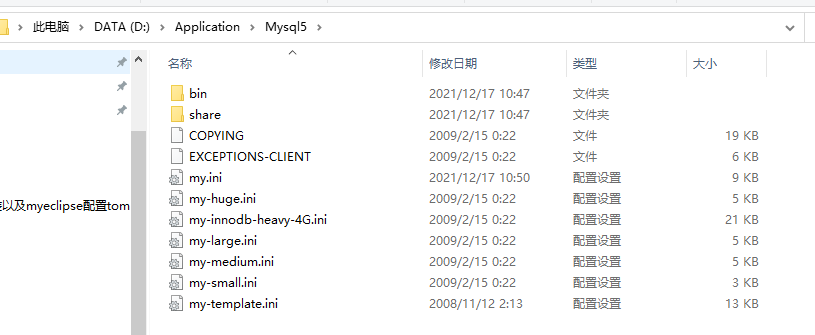 此电脑 DATA (D:) Application Mysql5
名称 修改日期 类型 大小
bin 2021/12/17 10:47 文件夹
share 2021/12/17 10:47 文件夹
COPYING 2009/2/15 0:22 文件 19 KB
EXCEPTIONS-CLIENT 2009/2/15 0:22 文件 6 KB
my.ini 2021/12/17 10:50 配置设置 9 KB
my-huge.ini 2009/2/15 0:22 配置设置 5 KB
my-innodb-heavy-4G.ini 2009/2/15 0:22 配置设置 21 KB
以及myeclipse配置tom
my-large.ini 2009/2/15 0:22 配置设置 5 KB
my-medium.ini 2009/2/15 0:22 配置设置 5 KB
my-small.ini 2009/2/15 0:22 配置设置 3 KB
my-template.ini 2008/11/12 2:13 配置设置 13 KB